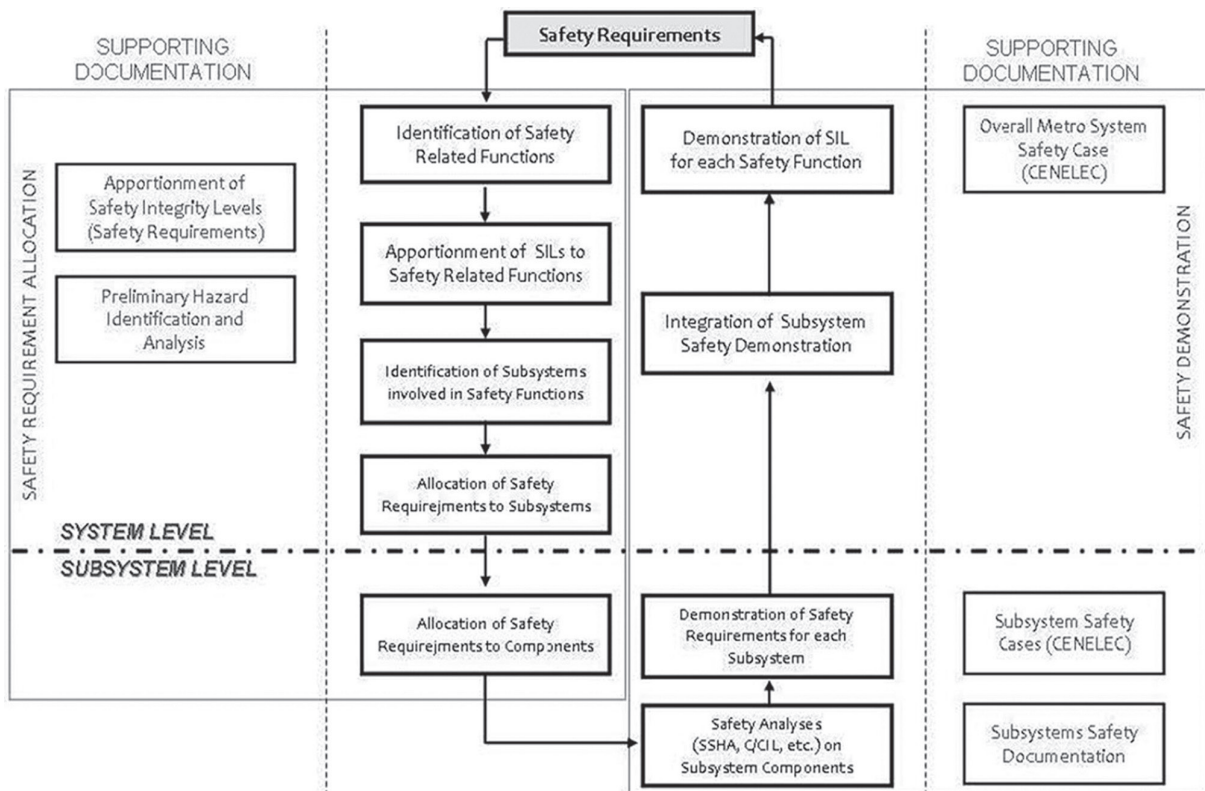 Safety Requirements
SUPPORTING
DOCUMENTATION
SAFETY REQUIREMENT ALLOCATION
Apportionment of
Safety Integrity Levels
(Safety Requirements)
Preliminary Hazard
Identification and
Analysis
Identification of Safety
Related Functions
Apportionment of SILs to
Safety Related Functions
Identification of Subsystems
involved in Safety Functions
Allocation of Safety
Requirejments to Subsystems
SYSTEM LEVEL
SUBSYSTEM LEVEL
Allocation of Safety
Requirejments to Components
Demonstration of SIL
for each Safety Function
Integration of Subsystem
Safety Demonstration
Demonstration of Safety
Requirements for each
Subsystem
Safety Analyses
(SSHA, C/CIL, etc.) on
Subsystem Components
SUPPORTING
DOCUMENTATION
Overall Metro System
Safety Case
(CENELEC)
SAFETY DEMONSTRATION
Subsystem Safety
Cases (CENELEC)
Subsystems Safety
Documentation